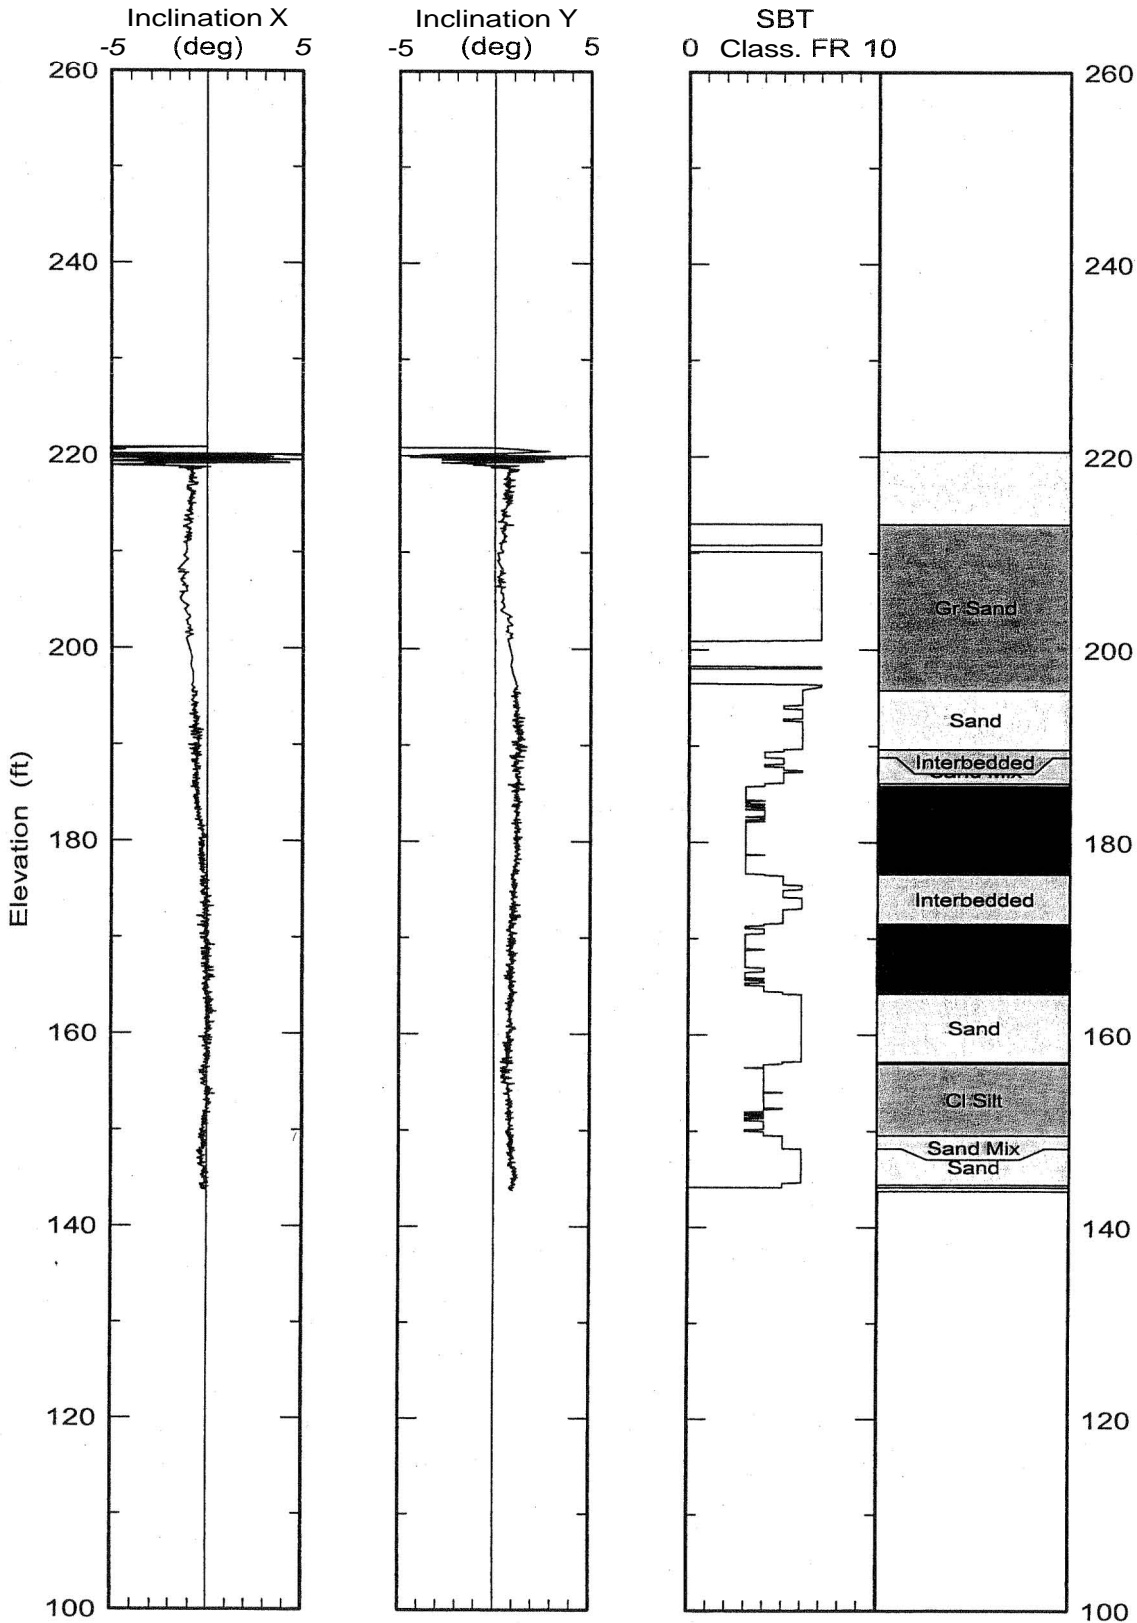 Inclination X
(deg)
-5 5
Inclination Y
(deg)
-5 5
SBT
Class. FR
0 10
260 260
240 240
220 220
200 200
180 180
160 160
140 140
120 120
100 100
Elevation (ft)
Gr Sand
Sand
Interbedded
Sand Mix
Interbedded
Sand
Cl Silt
Sand Mix
Sand